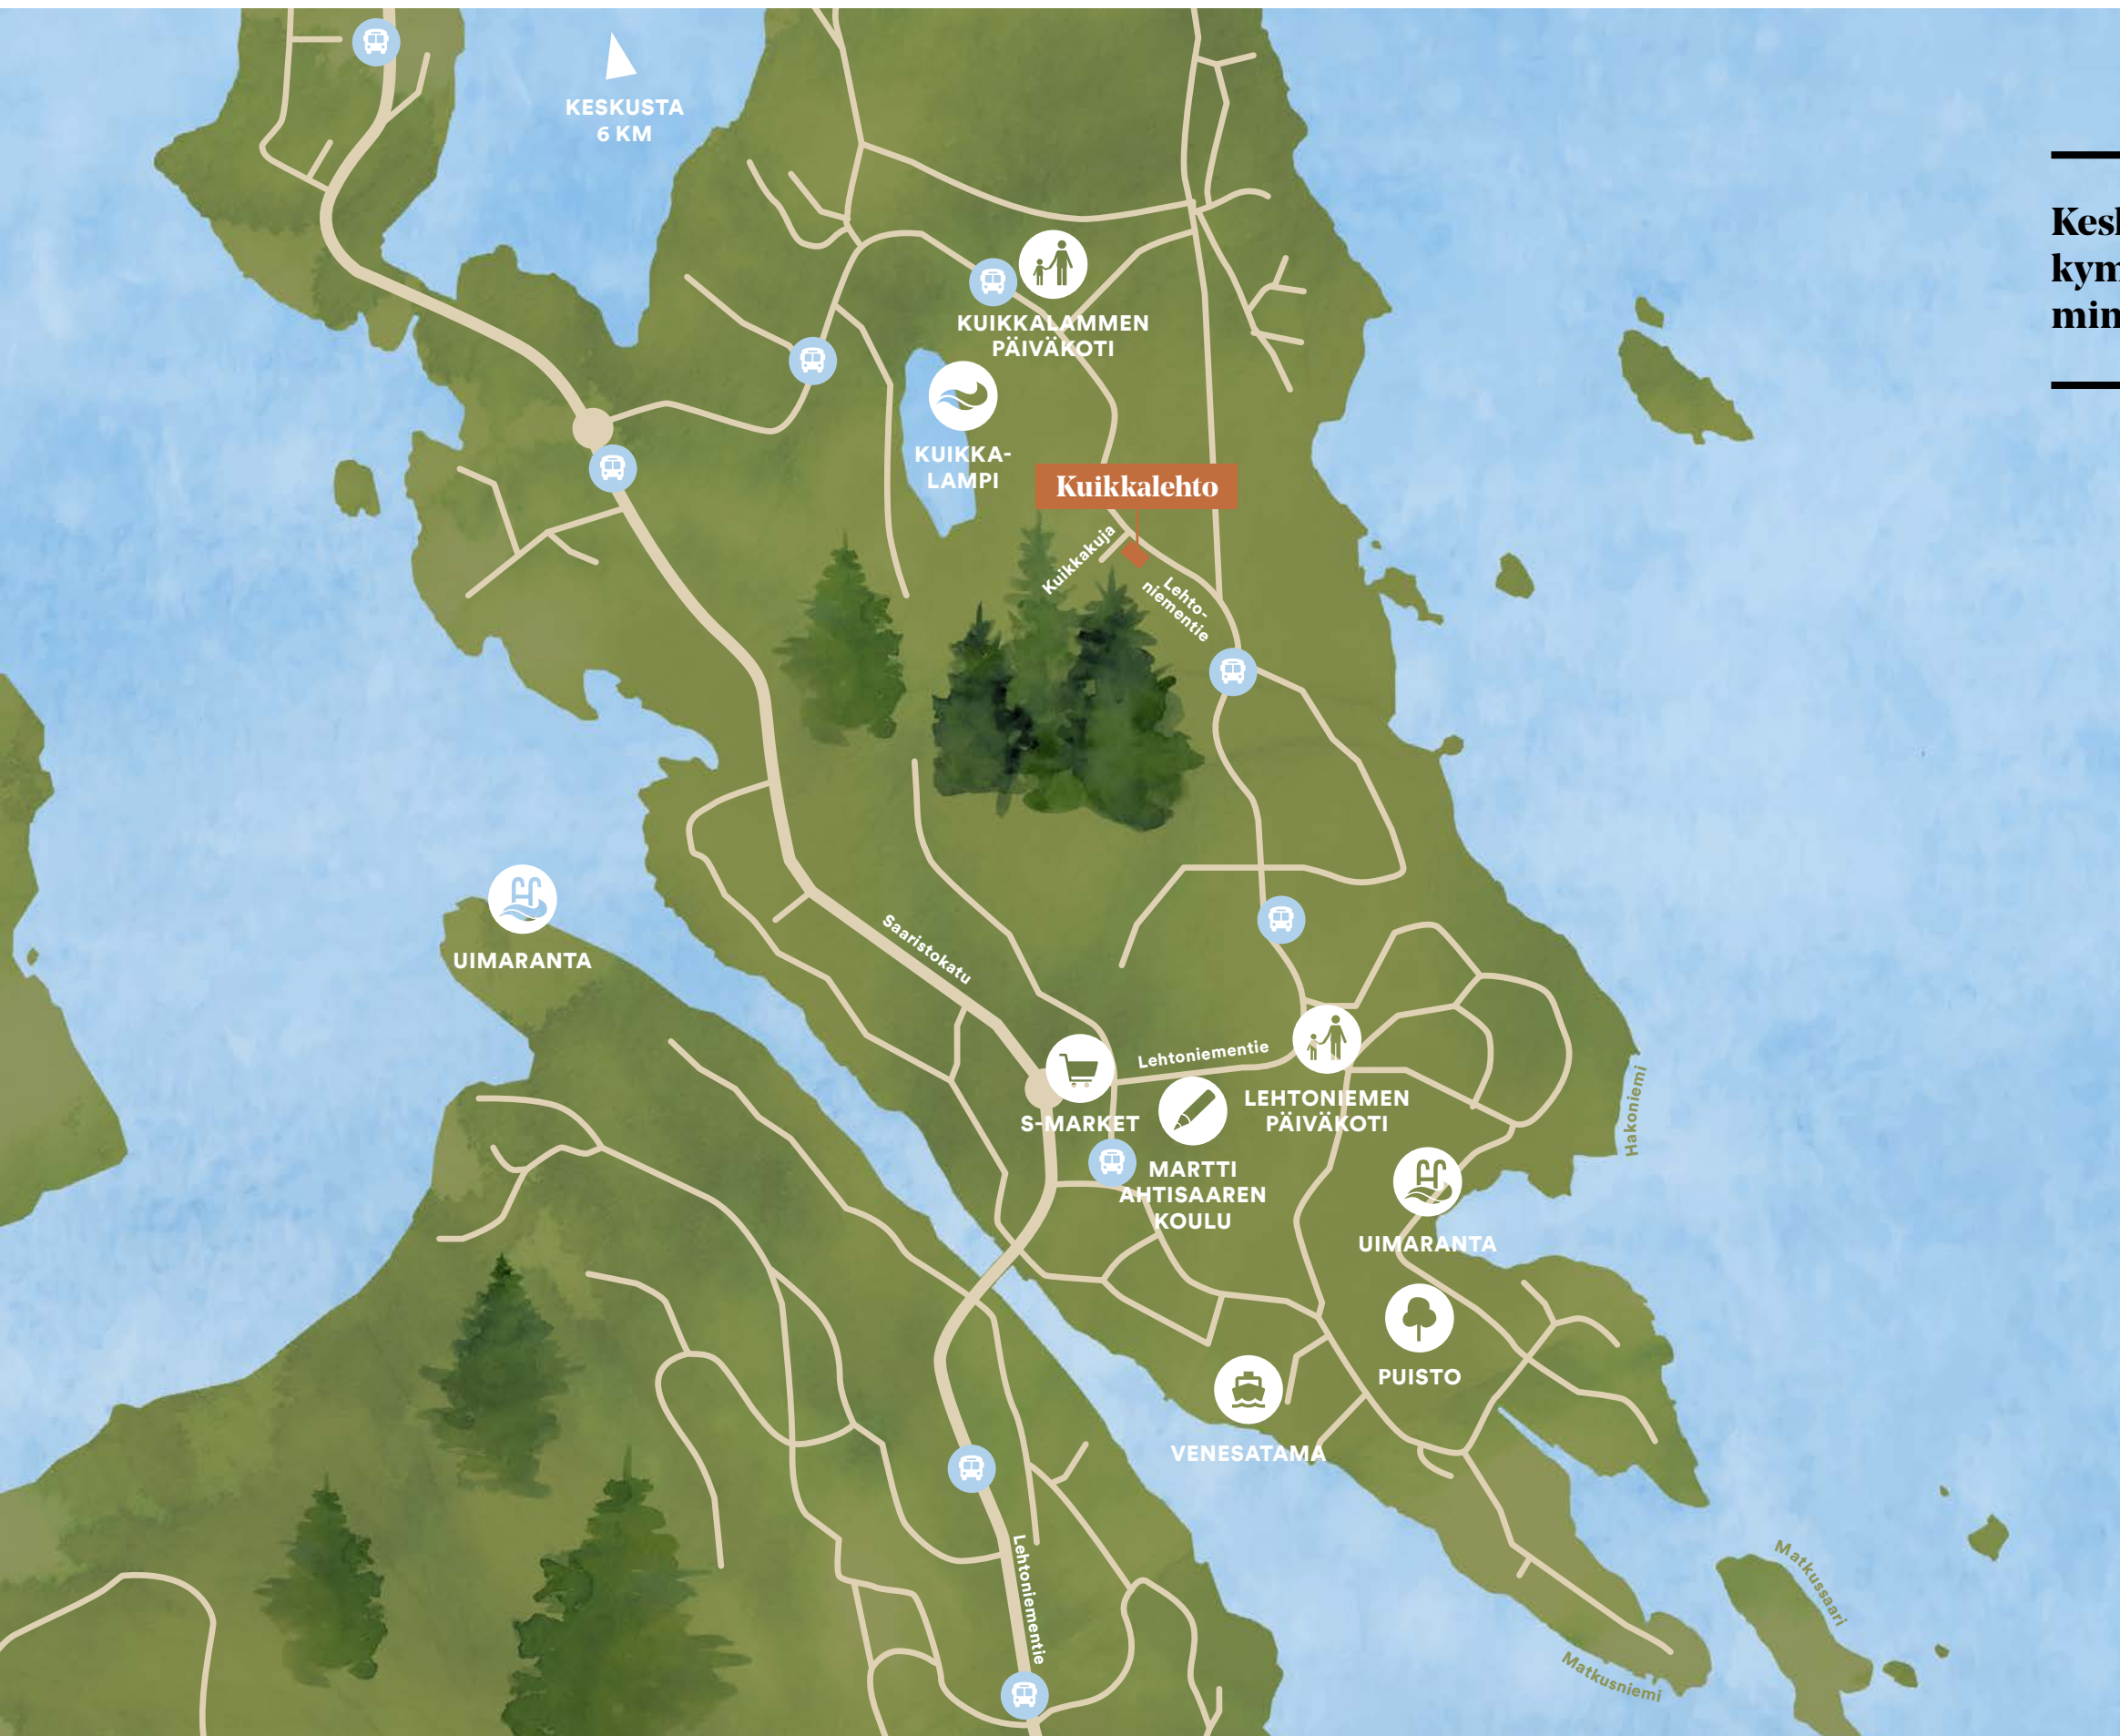 KESKUSTA
6 KM
KUIKKALAMMEN
PÄIVÄKOTI
KUIKKA-
LAMPI
Kuikkalehto
Kuikkakuja
Lehto-
niementie
UIMARANTA
Saaristokatu
Lehtoniementie
S-MARKET
LEHTONIEMEN
PÄIVÄKOTI
MARTTI
AHTISAAREN
KOULU
Hakoniemi
UIMARANTA
PUISTO
VENESATAMA
Lehtoniementie
Matkussaari
Matkusniemi